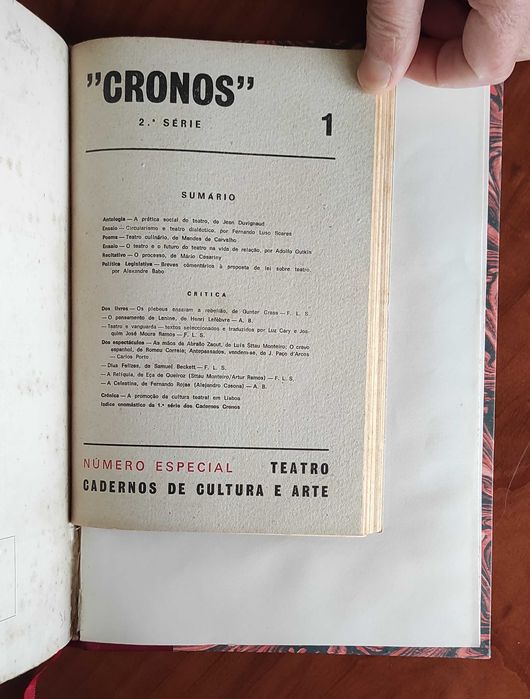 "CRONOS"
2.ª SÉRIE
1
SUMÁRIO
Antologia — A prática social do teatro, de Jean Duvignaud
Ensaio — Circularismo e teatro dialéctico, por Fernando Luso Soares
Poema — Teatro culinário, de Mendes de Carvalho
Ensaio — O teatro e o futuro do teatro na vida de relação, por Adolfo Gutkin
Recitativo — O processo, de Mário Cesariny
Política Legislativa — Breves comentários à proposta de lei sobre teatro,
por Alexandre Babo
CRITICA
Dos livros — Os plebeus ensaiam a rebelião, de Gunter Grass — F. L. S.
— O pensamento de Lenine, de Henri Lefèbvre — A. B.
— Teatro e vanguarda — textos seleccionados e traduzidos por Luz Cary e Joa-
quim José Moura Ramos — F. L. S.
Dos espectáculos — As mãos de Abraão Zacut, de Luís Sttau Monteiro; O cravo
espanhol, de Romeu Correia; Antepassados, vendem-se, de J. Paço d'Arcos
— Carlos Porto
— Dias Felizes, de Samuel Beckett — F. L. S.
— A Relíquia, de Eça de Queiroz (Sttau Monteiro/Artur Ramos) — F. L. S.
— A Celestina, de Fernando Rojas (Alejandro Casona) — A. B.
Crónica — A promoção da cultura teatral em Lisboa
Índice onomástico da 1.ª série dos Cadernos Cronos
NÚMERO ESPECIAL TEATRO
CADERNOS DE CULTURA E ARTE